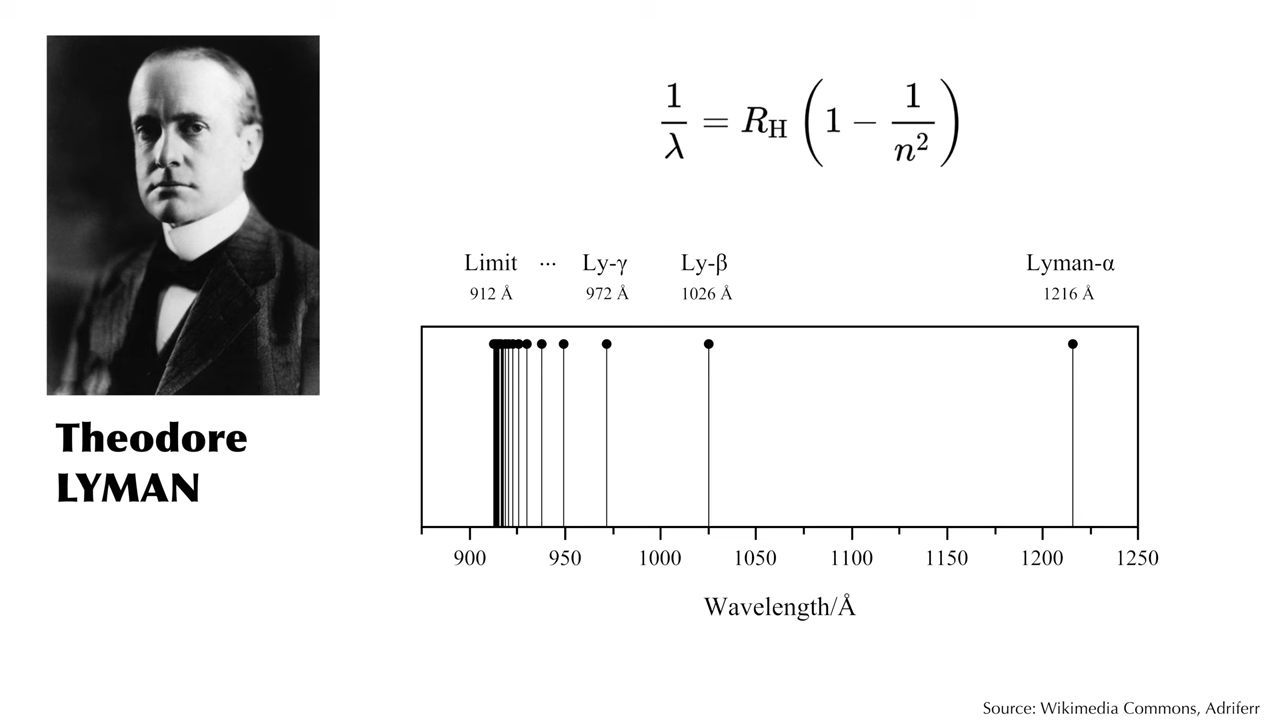 Theodore
LYMAN
1/λ = R_H (1 − 1/n²)
Limit ··· Ly-γ Ly-β Lyman-α
912 Å 972 Å 1026 Å 1216 Å
900 950 1000 1050 1100 1150 1200 1250
Wavelength/Å
Source: Wikimedia Commons, Adriferr